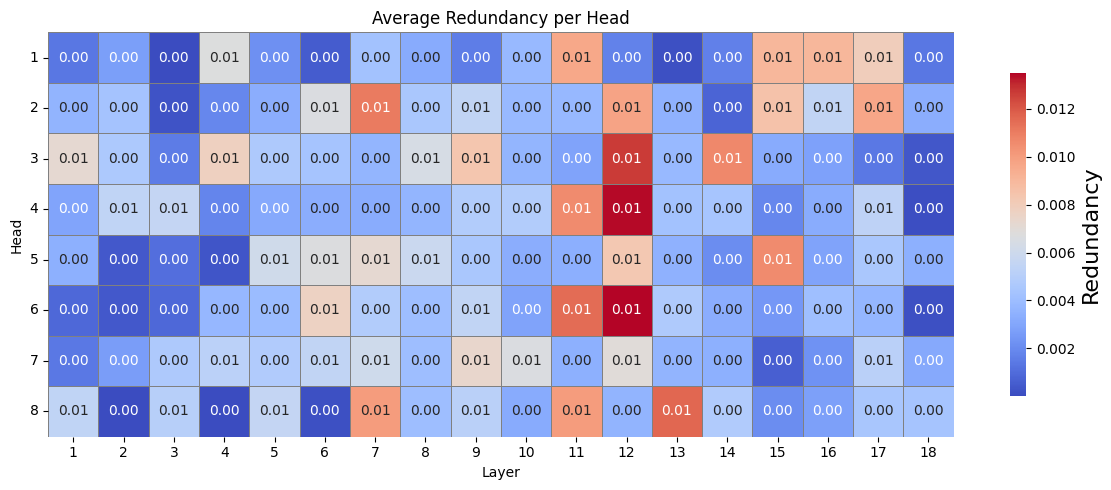 Average Redundancy per Head
1 0.00 0.00 0.00 0.01 0.00 0.00 0.00 0.00 0.00 0.00 0.01 0.00 0.00 0.00 0.01 0.01 0.01 0.00
2 0.00 0.00 0.00 0.00 0.00 0.01 0.01 0.00 0.01 0.00 0.00 0.01 0.00 0.00 0.01 0.01 0.01 0.00
3 0.01 0.00 0.00 0.01 0.00 0.00 0.00 0.01 0.01 0.00 0.00 0.01 0.00 0.01 0.00 0.00 0.00 0.00
4 0.00 0.01 0.01 0.00 0.00 0.00 0.00 0.00 0.00 0.00 0.01 0.01 0.00 0.00 0.00 0.00 0.01 0.00
5 0.00 0.00 0.00 0.00 0.01 0.01 0.01 0.01 0.00 0.00 0.00 0.01 0.00 0.00 0.01 0.00 0.00 0.00
6 0.00 0.00 0.00 0.00 0.00 0.01 0.00 0.00 0.01 0.00 0.01 0.01 0.00 0.00 0.00 0.00 0.00 0.00
7 0.00 0.00 0.00 0.01 0.00 0.01 0.01 0.00 0.01 0.01 0.00 0.01 0.00 0.00 0.00 0.00 0.01 0.00
8 0.01 0.00 0.01 0.00 0.01 0.00 0.01 0.00 0.01 0.00 0.01 0.00 0.01 0.00 0.00 0.00 0.00 0.00
1 2 3 4 5 6 7 8 9 10 11 12 13 14 15 16 17 18
Layer
Head
0.012
0.010
0.008
0.006
0.004
0.002
Redundancy